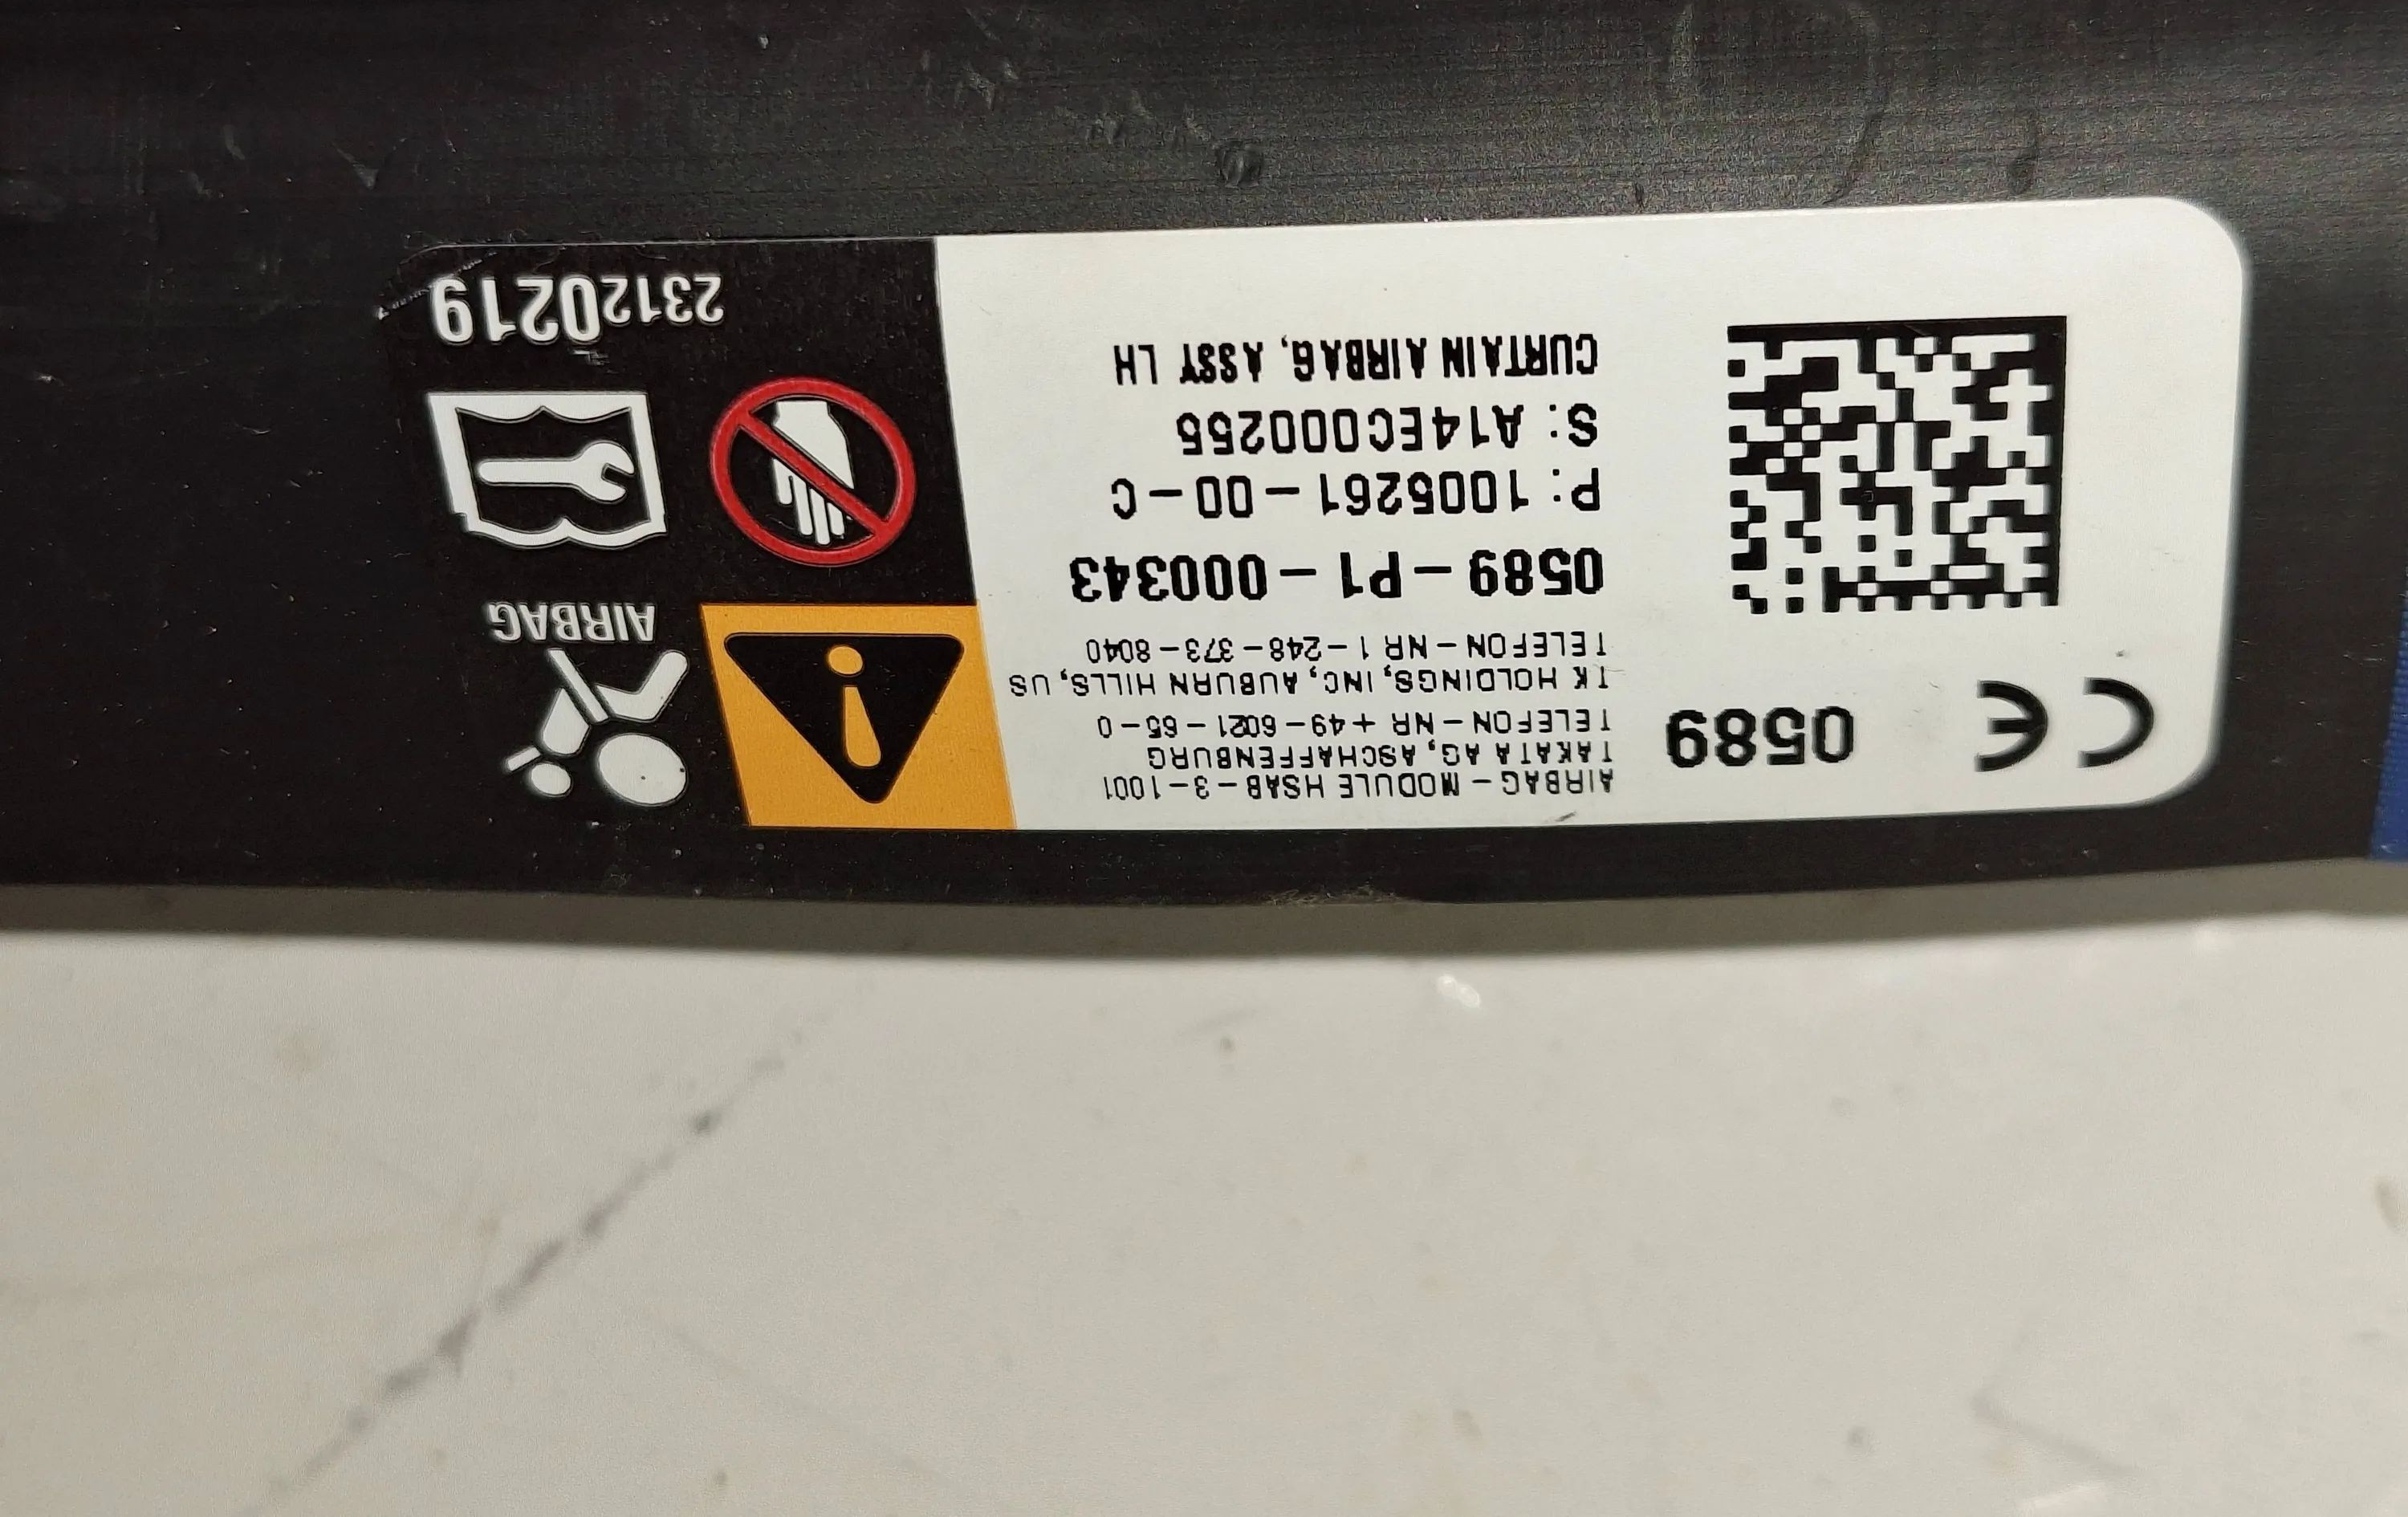 CE 0589
AIRBAG-MODULE HSAB-3-1001
TAKATA AG, ASCHAFFENBURG
TELEFON-NR +49-6021-65-0
TK HOLDINGS, INC, AUBURN HILLS, US
TELEFON-NR 1-248-373-8040
0589-P1-000343
P: 1005261-00-C
S: A14EC000255
CURTAIN AIRBAG, ASSY LH
AIRBAG
23120219